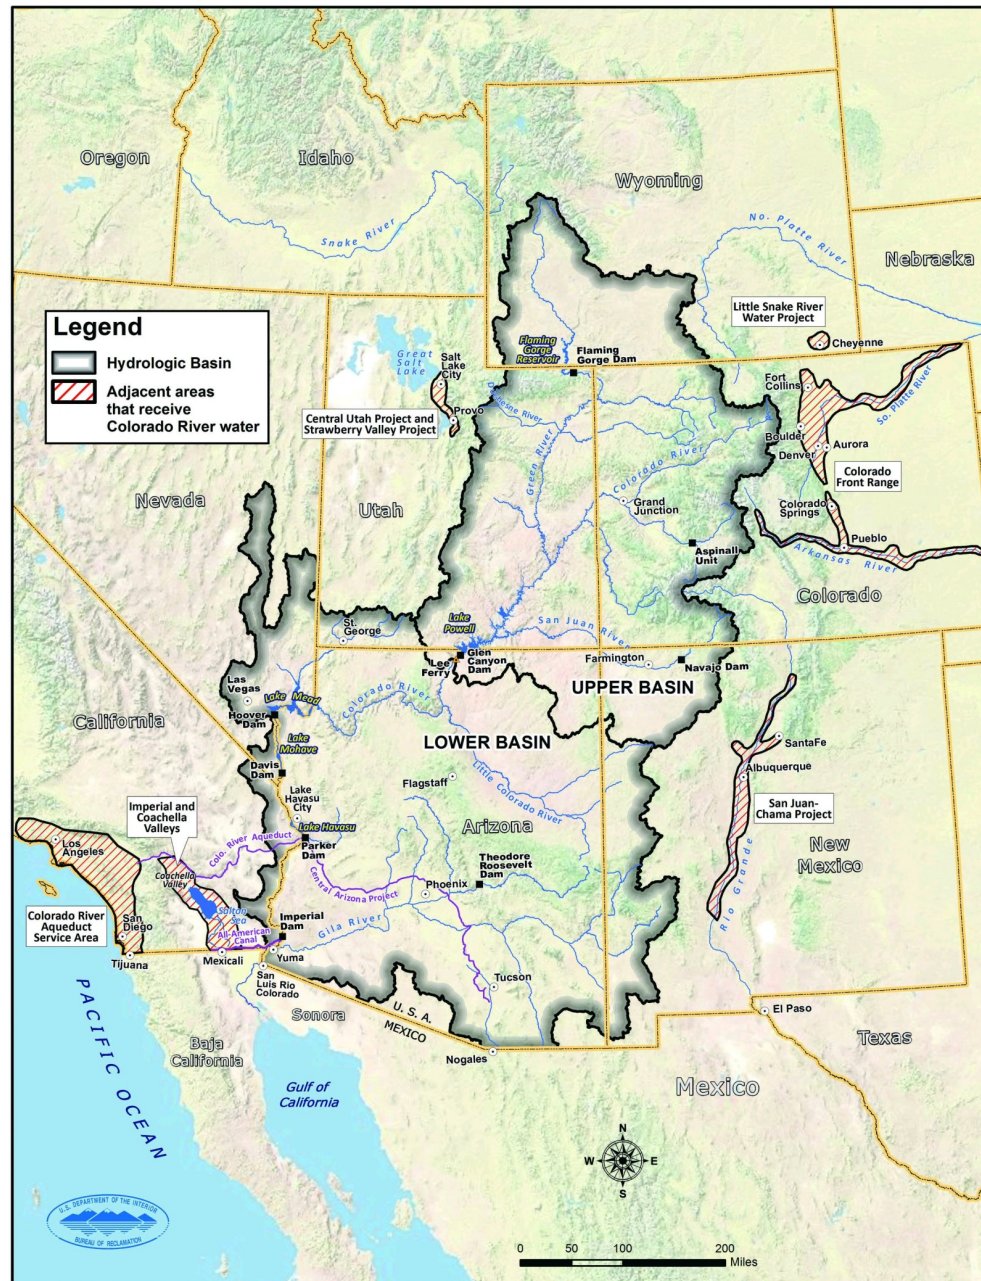 Oregon
Idaho
Wyoming
Snake River
No. Platte River
Nebraska
Legend
Hydrologic Basin
Adjacent areas
that receive
Colorado River water
Great
Salt
Lake
Salt
Lake
City
Provo
Central Utah Project and
Strawberry Valley Project
Flaming
Gorge
Reservoir
Flaming
Gorge Dam
Little Snake River
Water Project
Cheyenne
Fort
Collins
So. Platte River
Boulder
Denver
Aurora
Colorado
Front Range
Duchesne River
Green River
Colorado River
Grand
Junction
Colorado
Springs
Pueblo
Arkansas River
Aspinall
Unit
Colorado
Nevada
Utah
St.
George
Lake
Powell
San Juan River
Glen
Canyon
Dam
Lee
Ferry
Farmington
Navajo Dam
UPPER BASIN
LOWER BASIN
Las
Vegas
Lake Mead
Hoover
Dam
Colorado River
California
Lake
Mohave
Davis
Dam
Flagstaff
Little Colorado River
SantaFe
Albuquerque
San Juan-
Chama Project
New
Mexico
Rio Grande
Lake
Havasu
City
Lake Havasu
Parker
Dam
Arizona
Imperial and
Coachella
Valleys
Colo. River Aqueduct
Los
Angeles
Coachella
Valley
Central Arizona Project
Phoenix
Theodore
Roosevelt
Dam
Colorado River
Aqueduct
Service Area
San
Diego
Salton
Sea
All-American
Canal
Imperial
Dam
Gila River
Tijuana
Mexicali
Yuma
San
Luis Rio
Colorado
Tucson
U. S. A.
MEXICO
Sonora
Nogales
El Paso
Texas
Mexico
Baja
California
Gulf of
California
PACIFIC OCEAN
N
W
E
S
U.S. DEPARTMENT OF THE INTERIOR
BUREAU OF RECLAMATION
0
50
100
200
Miles